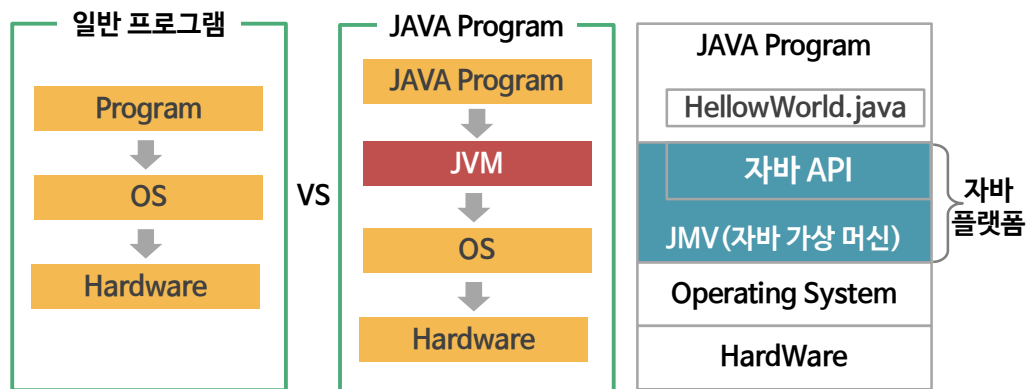 일반 프로그램
Program
OS
Hardware
VS
JAVA Program
JAVA Program
JVM
OS
Hardware
JAVA Program
HellowWorld.java
자바 API
JMV(자바 가상 머신)
Operating System
HardWare
자바
플랫폼